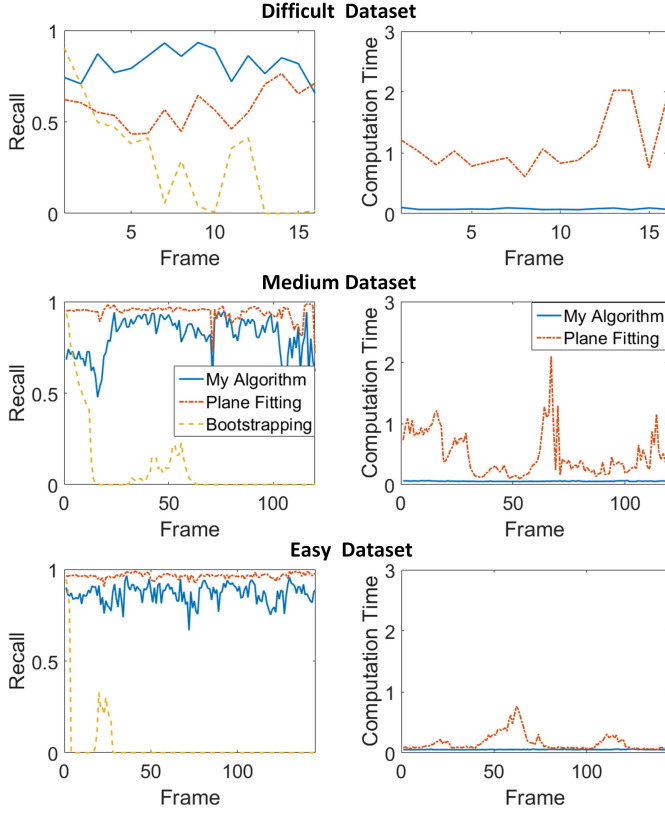 Difficult Dataset
1
0.5
0
Recall
5
10
15
Frame
3
2
1
0
Computation Time
5
10
15
Frame
Medium Dataset
1
0.5
0
Recall
My Algorithm
Plane Fitting
Bootstrapping
0
50
100
Frame
3
2
1
0
Computation Time
My Algorithm
Plane Fitting
0
50
100
Frame
Easy Dataset
1
0.5
0
Recall
0
50
100
Frame
3
2
1
0
Computation Time
0
50
100
Frame